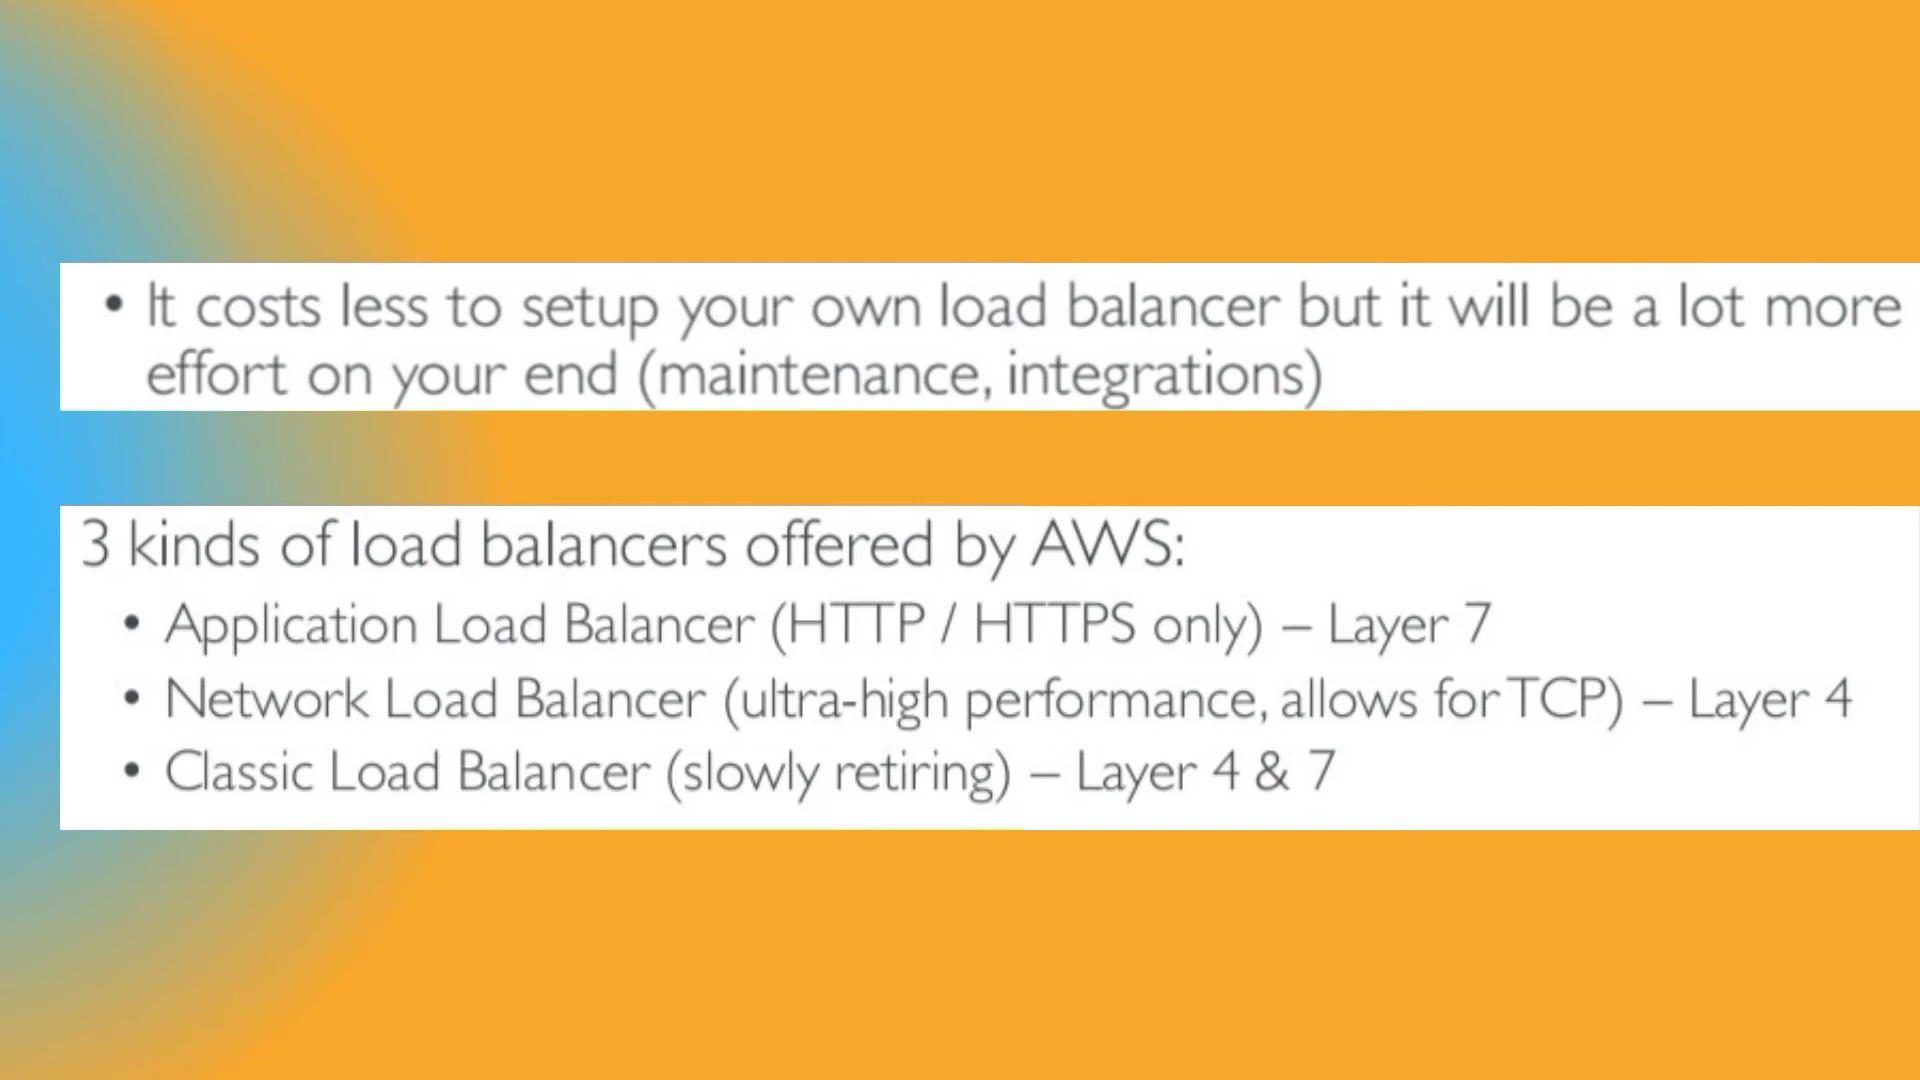 • It costs less to setup your own load balancer but it will be a lot more
effort on your end (maintenance, integrations)
3 kinds of load balancers offered by AWS:
• Application Load Balancer (HTTP / HTTPS only) – Layer 7
• Network Load Balancer (ultra-high performance, allows for TCP) – Layer 4
• Classic Load Balancer (slowly retiring) – Layer 4 & 7